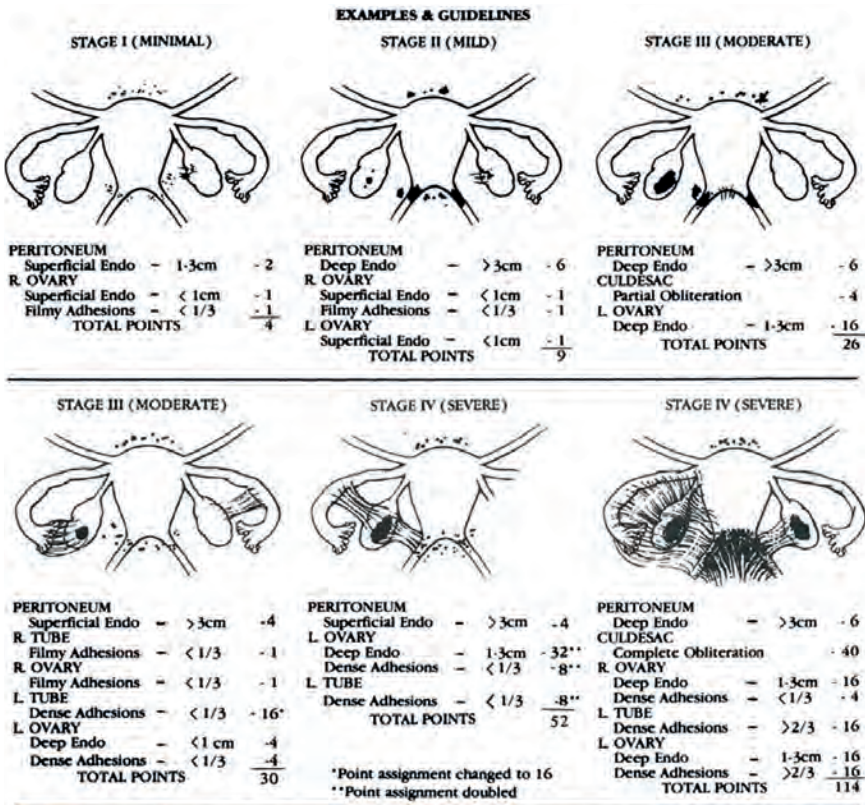 EXAMPLES & GUIDELINES
STAGE I (MINIMAL)
PERITONEUM
Superficial Endo – 1-3cm - 2
R. OVARY
Superficial Endo – < 1cm - 1
Filmy Adhesions – < 1/3 - 1
TOTAL POINTS 4
STAGE II (MILD)
PERITONEUM
Deep Endo – > 3cm - 6
R. OVARY
Superficial Endo – < 1cm - 1
Filmy Adhesions – < 1/3 - 1
L. OVARY
Superficial Endo – <1cm - 1
TOTAL POINTS 9
STAGE III (MODERATE)
PERITONEUM
Deep Endo – >3cm - 6
CULDESAC
Partial Obliteration - 4
L. OVARY
Deep Endo – 1-3cm - 16
TOTAL POINTS 26
STAGE III (MODERATE)
PERITONEUM
Superficial Endo – >3cm -4
R. TUBE
Filmy Adhesions – < 1/3 - 1
R. OVARY
Filmy Adhesions – < 1/3 - 1
L. TUBE
Dense Adhesions – < 1/3 - 16*
L. OVARY
Deep Endo – <1 cm -4
Dense Adhesions – < 1/3 -4
TOTAL POINTS 30
STAGE IV (SEVERE)
PERITONEUM
Superficial Endo – >3cm -4
L. OVARY
Deep Endo – 1-3cm - 32**
Dense Adhesions – < 1/3 -8**
L. TUBE
Dense Adhesions – < 1/3 -8**
TOTAL POINTS 52
*Point assignment changed to 16
**Point assignment doubled
STAGE IV (SEVERE)
PERITONEUM
Deep Endo – >3cm - 6
CULDESAC
Complete Obliteration - 40
R. OVARY
Deep Endo – 1-3cm - 16
Dense Adhesions – <1/3 - 4
L. TUBE
Dense Adhesions – >2/3 - 16
L. OVARY
Deep Endo – 1-3cm - 16
Dense Adhesions – >2/3 - 16
TOTAL POINTS 114